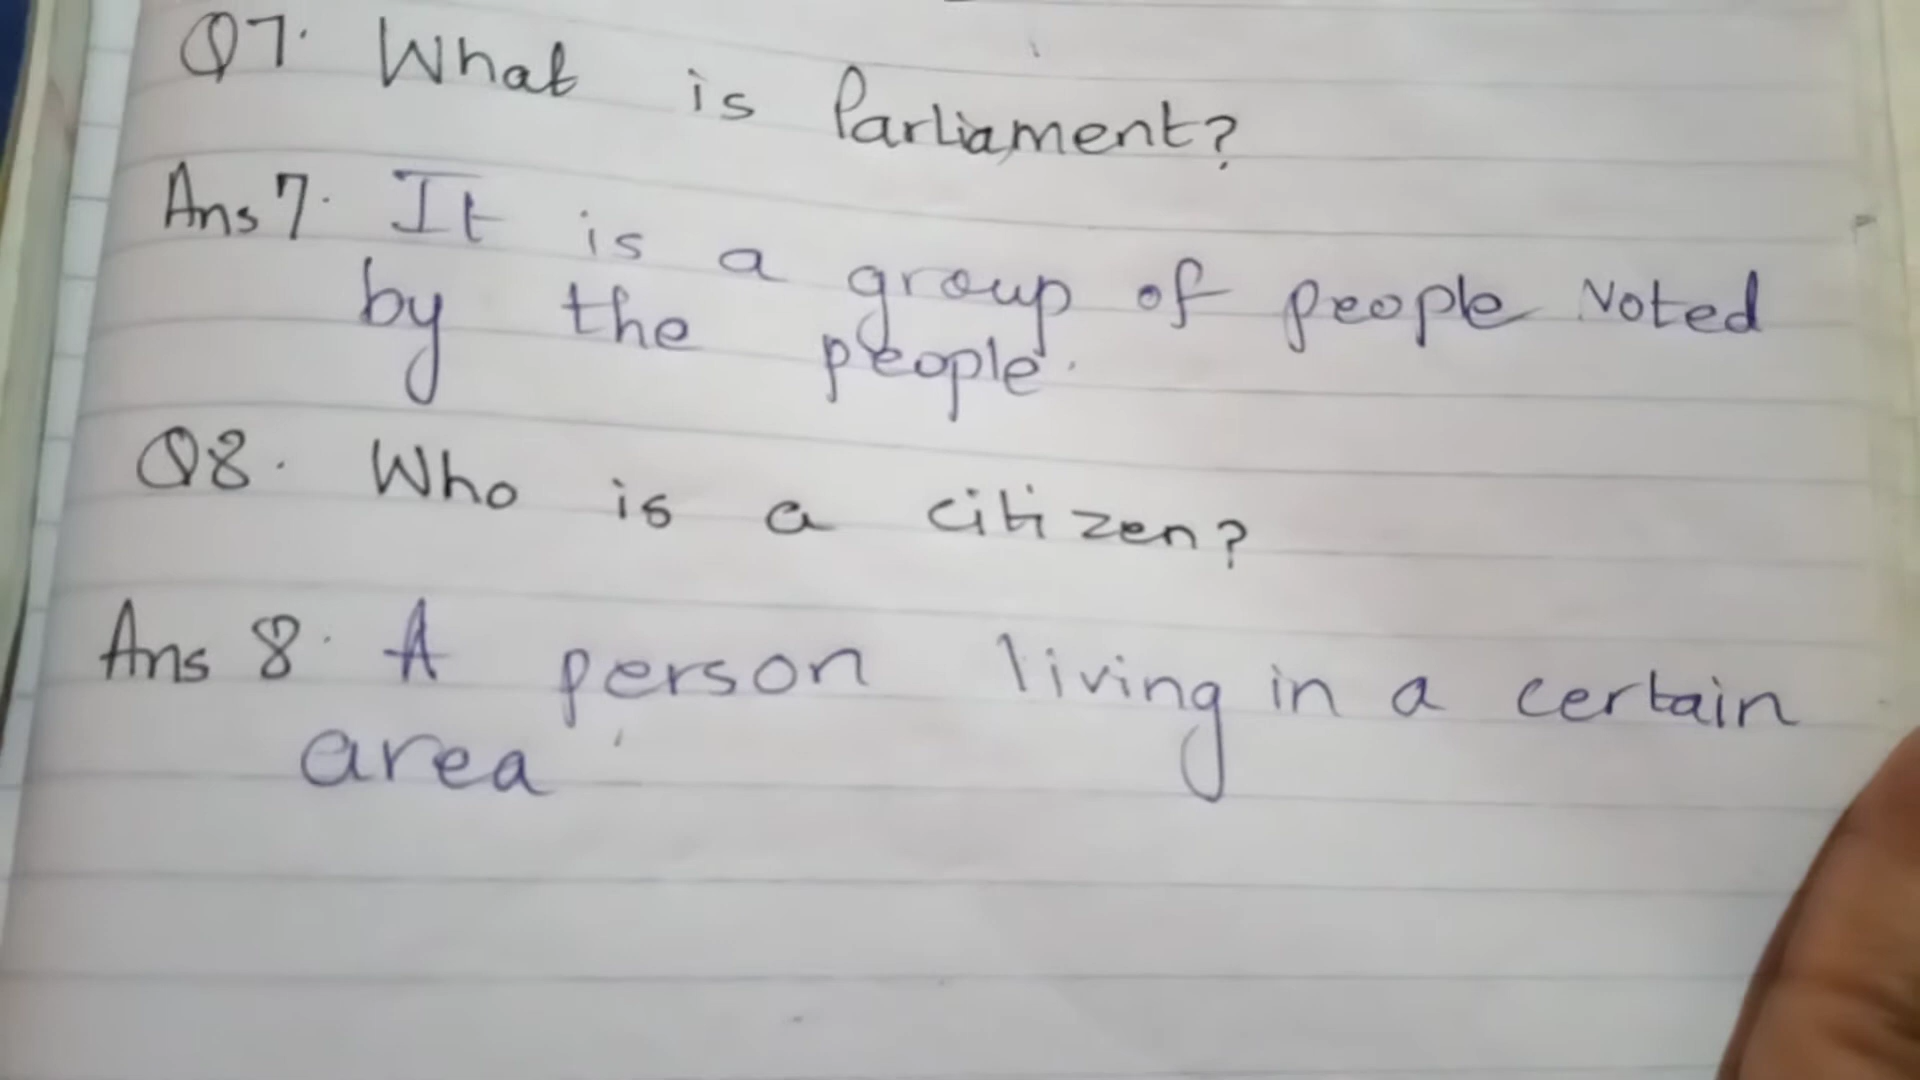 Q7. What is Parliament?
Ans 7. It is a group of people voted
by the people.
Q8. Who is a citizen?
Ans 8. A person living in a certain
area.